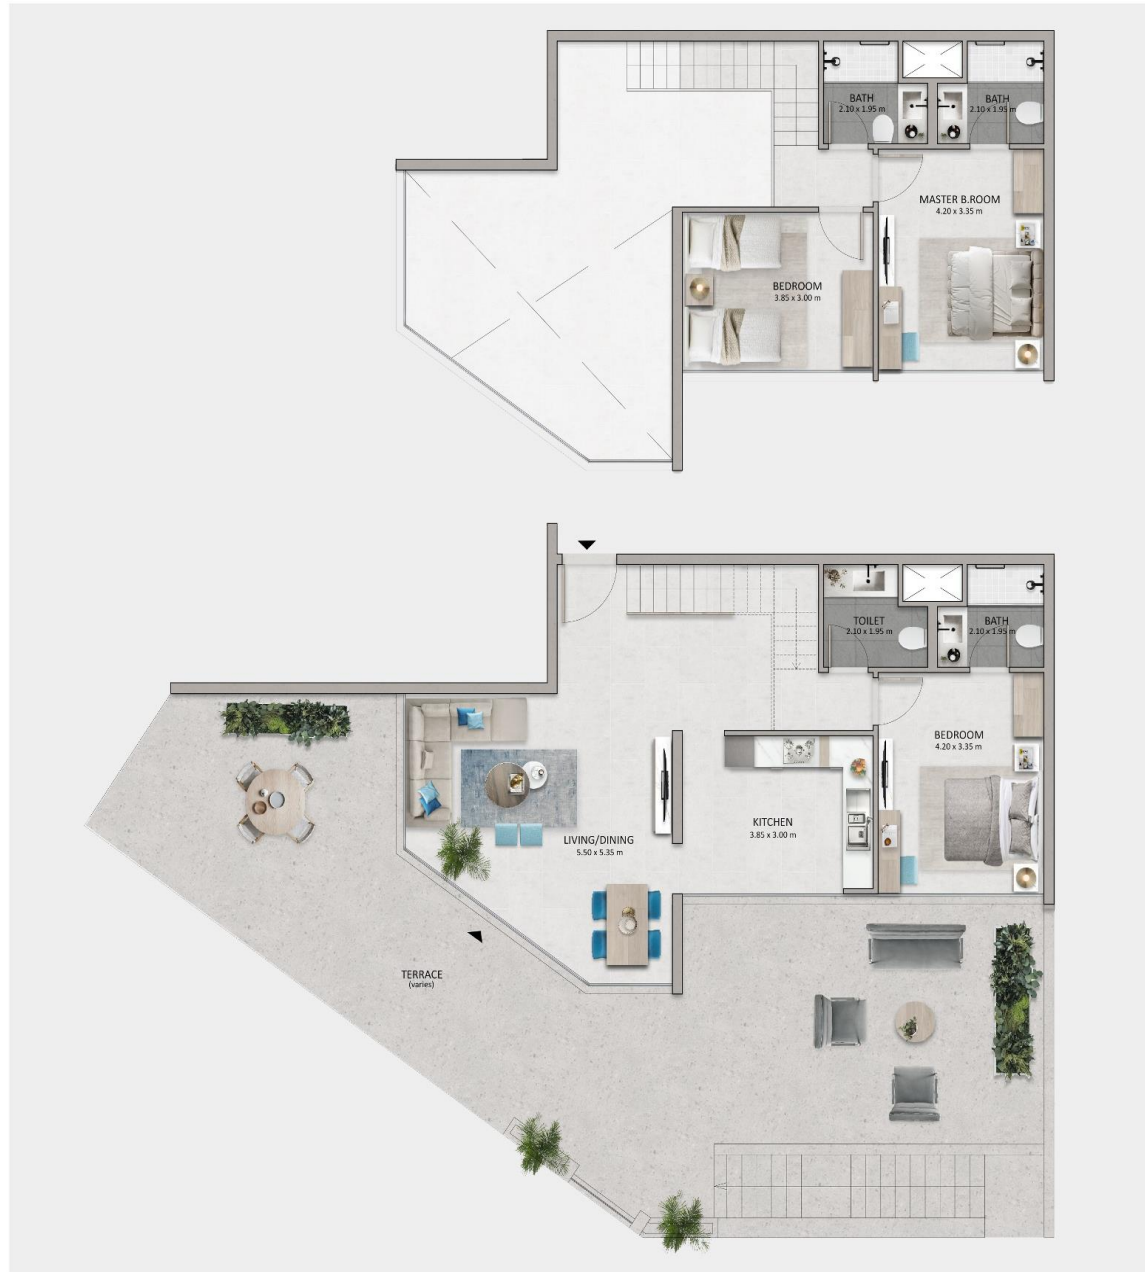 BATH
2.10 x 1.95 m
BATH
2.10 x 1.95 m
MASTER B.ROOM
4.20 x 3.35 m
BEDROOM
3.85 x 3.00 m
TOILET
2.10 x 1.95 m
BATH
2.10 x 1.95 m
BEDROOM
4.20 x 3.35 m
KITCHEN
3.85 x 3.00 m
LIVING/DINING
5.50 x 5.35 m
TERRACE
(varies)